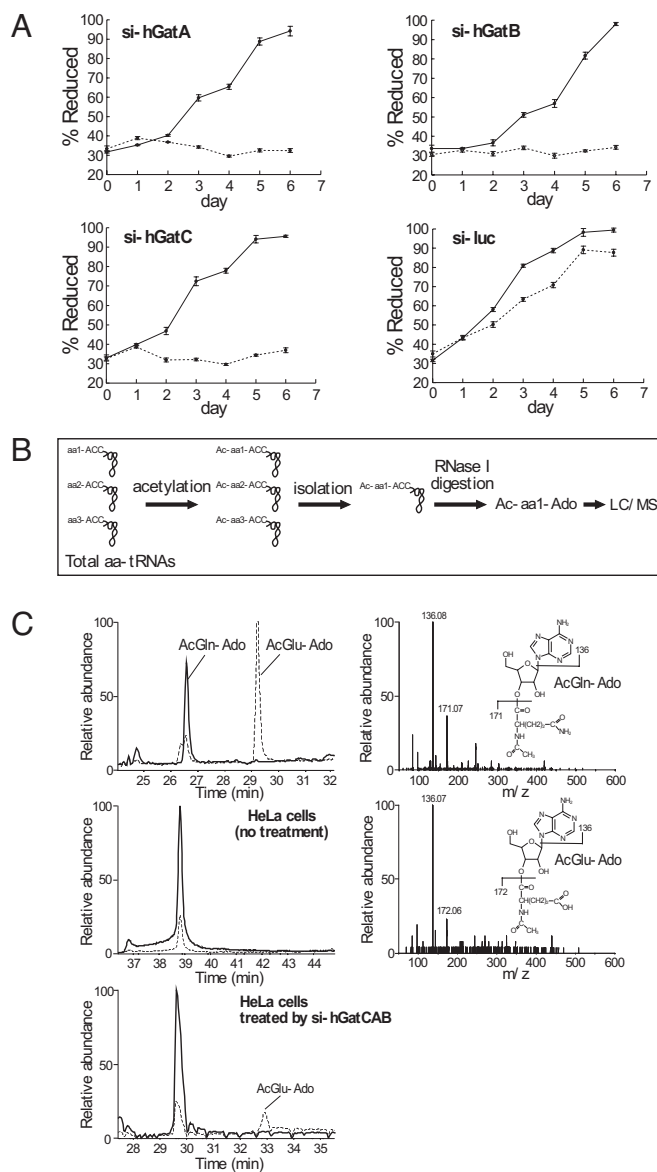 A
si-hGatA
% Reduced
100
90
80
70
60
50
40
30
20
0 1 2 3 4 5 6 7
day
si-hGatB
% Reduced
100
90
80
70
60
50
40
30
20
0 1 2 3 4 5 6 7
day
si-hGatC
% Reduced
100
90
80
70
60
50
40
30
20
0 1 2 3 4 5 6 7
day
si-luc
% Reduced
100
90
80
70
60
50
40
30
20
0 1 2 3 4 5 6 7
day
B
aa1-ACC
aa2-ACC
aa3-ACC
Total aa-tRNAs
acetylation
Ac-aa1-ACC
Ac-aa2-ACC
Ac-aa3-ACC
isolation
Ac-aa1-ACC
RNase I
digestion
Ac-aa1-Ado
LC/MS
C
Relative abundance
100
50
0
AcGln-Ado
AcGlu-Ado
25 26 27 28 29 30 31 32
Time (min)
Relative abundance
100
50
0
136.08
171.07
NH2
N
N
N
N
OH
O
136
OH
AcGln-Ado
171
O
C=O
CH(CH2)2C
O
NH2
NH
C=O
CH3
100 200 300 400 500 600
m/z
HeLa cells
(no treatment)
Relative abundance
100
50
0
37 38 39 40 41 42 43 44
Time (min)
Relative abundance
100
50
0
136.07
172.06
NH2
N
N
N
N
OH
O
136
OH
AcGlu-Ado
172
O
C=O
CH(CH2)2C
O
OH
NH
C=O
CH3
100 200 300 400 500 600
m/z
HeLa cells
treated by si-hGatCAB
Relative abundance
100
50
0
AcGlu-Ado
28 29 30 31 32 33 34 35
Time (min)